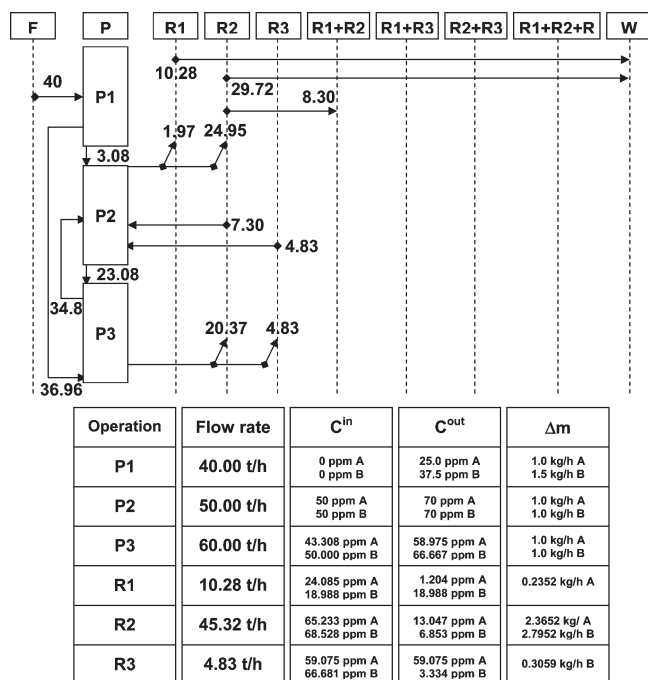 F P R1 R2 R3 R1+R2 R1+R3 R2+R3 R1+R2+R W
10.28
29.72
40
P1
8.30
1.97 24.95
3.08
P2
7.30
4.83
23.08
34.8
P3
20.37 4.83
36.96
Operation Flow rate C^in C^out Δm
P1 40.00 t/h 0 ppm A 25.0 ppm A 1.0 kg/h A
0 ppm B 37.5 ppm B 1.5 kg/h B
P2 50.00 t/h 50 ppm A 70 ppm A 1.0 kg/h A
50 ppm B 70 ppm B 1.0 kg/h B
P3 60.00 t/h 43.308 ppm A 58.975 ppm A 1.0 kg/h A
50.000 ppm B 66.667 ppm B 1.0 kg/h B
R1 10.28 t/h 24.085 ppm A 1.204 ppm A 0.2352 kg/h A
18.988 ppm B 18.988 ppm B
R2 45.32 t/h 65.233 ppm A 13.047 ppm A 2.3652 kg/ A
68.528 ppm B 6.853 ppm B 2.7952 kg/h B
R3 4.83 t/h 59.075 ppm A 59.075 ppm A 0.3059 kg/h B
66.681 ppm B 3.334 ppm B